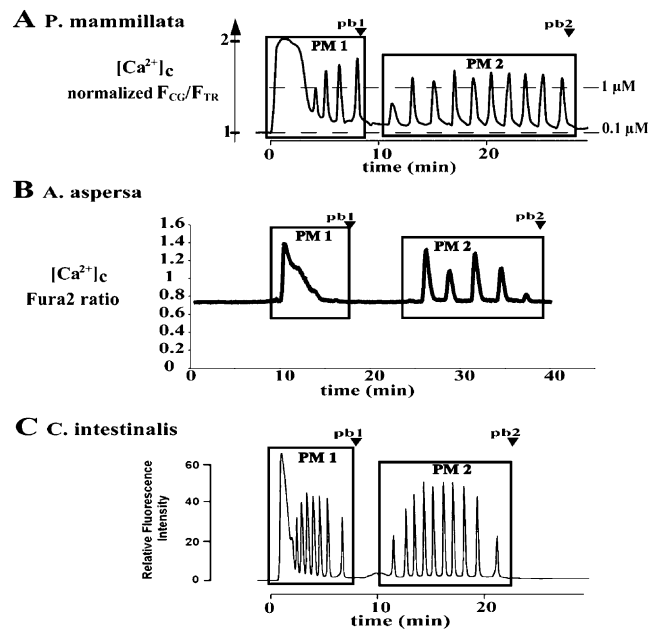 A P. mammillata
pb1 pb2
2 PM 1 PM 2
[Ca²⁺]c
normalized FCG/FTR
1 µM
1 0.1 µM
0 10 20
time (min)
B A. aspersa
pb1 pb2
1.6
1.4 PM 1 PM 2
1.2
[Ca²⁺]c 1
Fura2 ratio 0.8
0.6
0.4
0.2
0
0 10 20 30 40
time (min)
C C. intestinalis
pb1 pb2
PM 1 PM 2
Relative Fluorescence
Intensity
60
40
20
0
0 10 20
time (min)